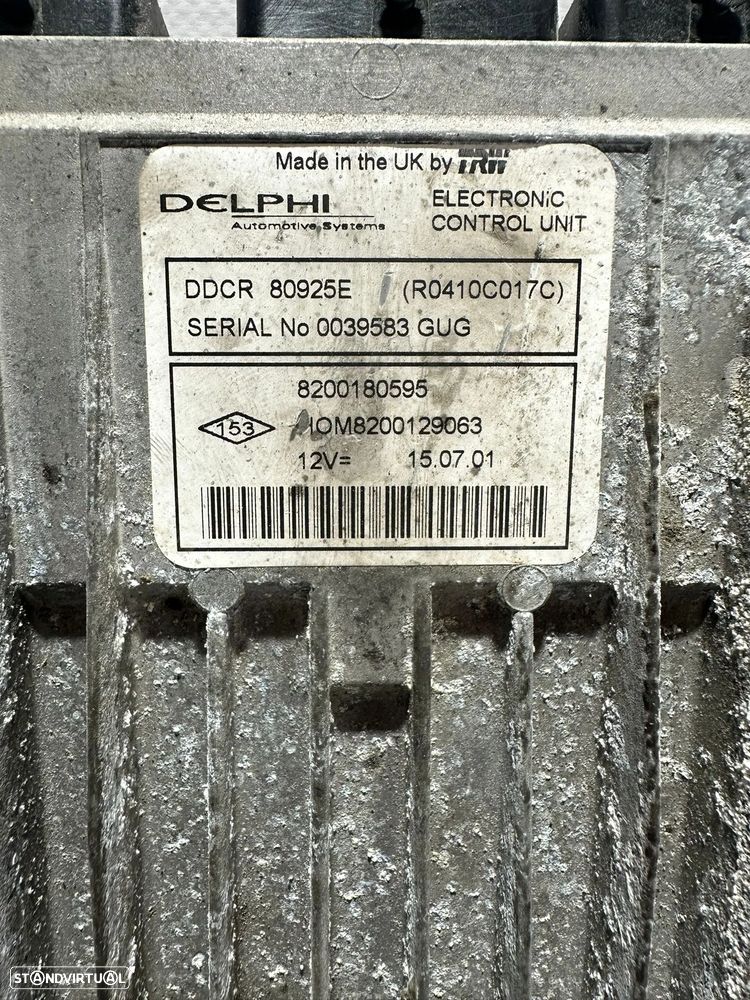 Made in the UK by TRW
DELPHI
Automotive Systems
ELECTRONiC
CONTROL UNIT
DDCR 80925E (R0410C017C)
SERIAL No 0039583 GUG
8200180595
153 HOM8200129063
12V= 15.07.01
STANDVIRTUAL